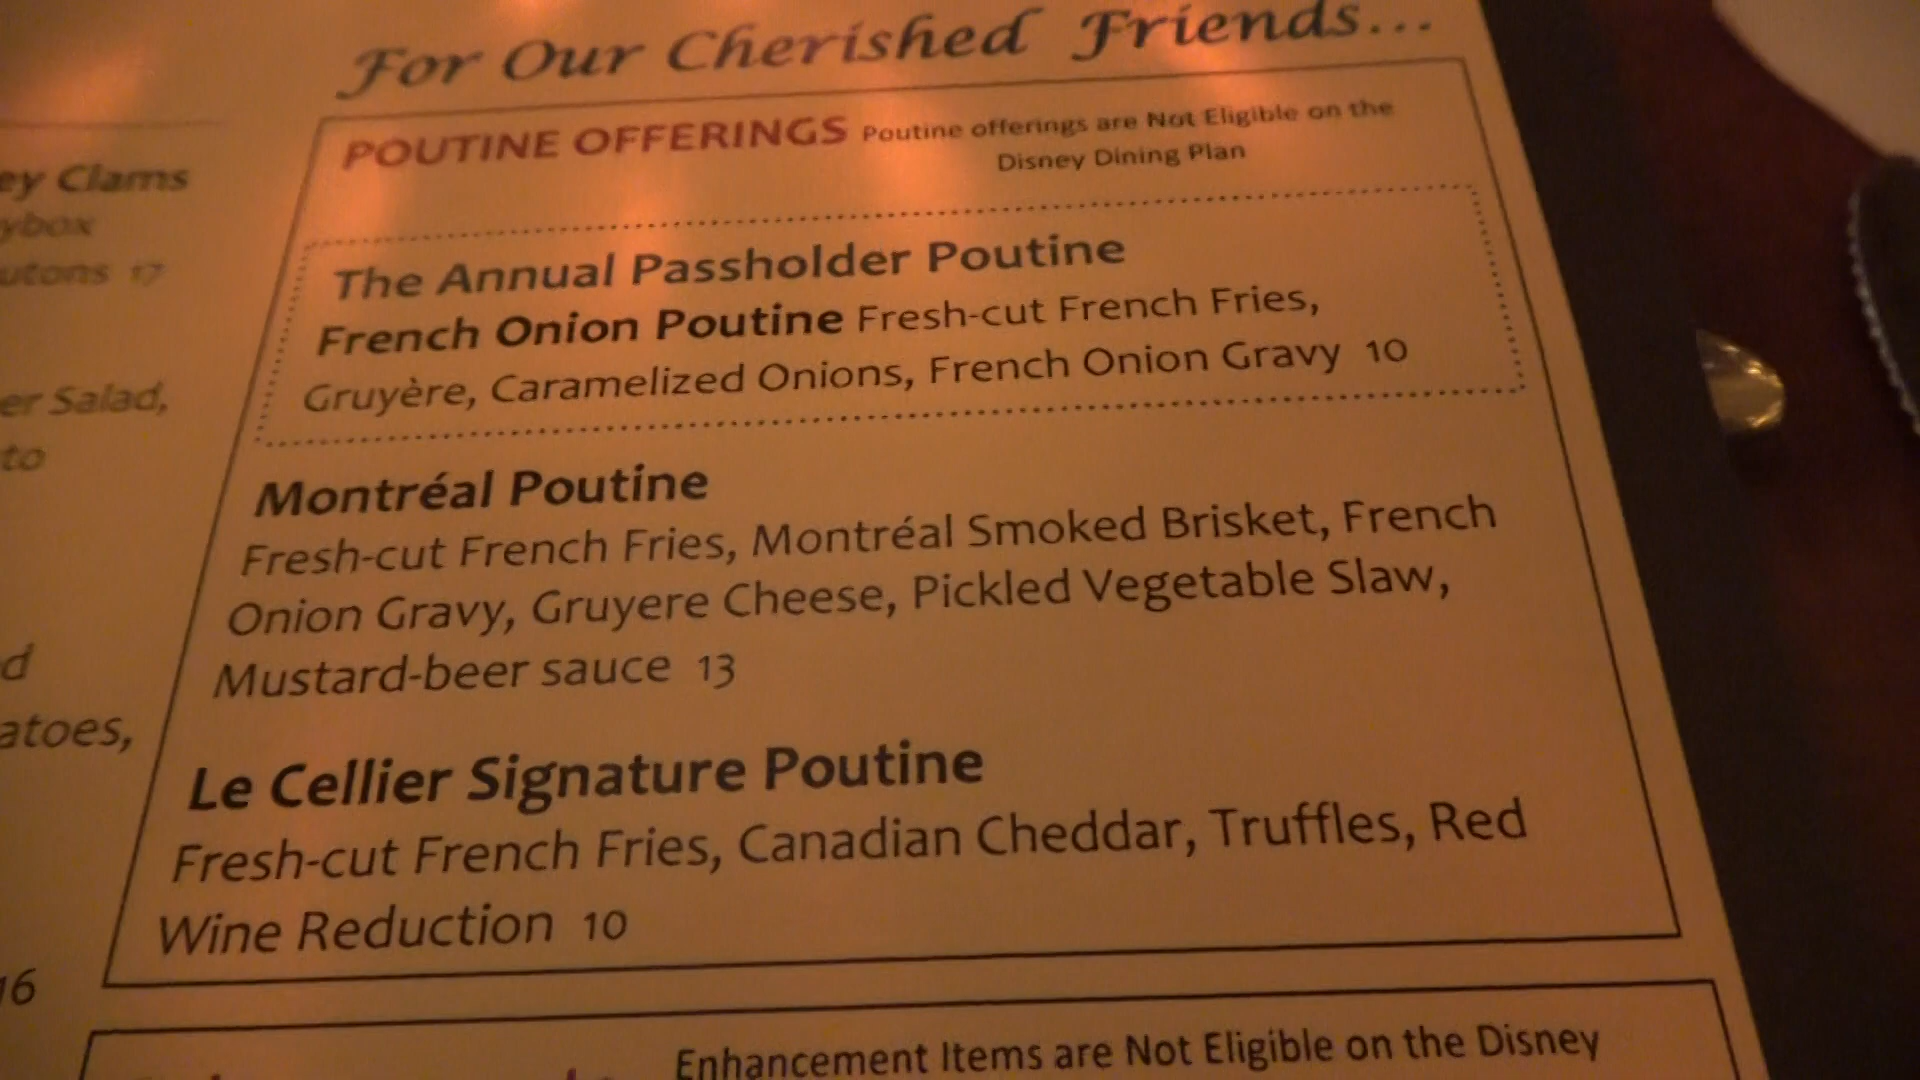 For Our Cherished Friends...
POUTINE OFFERINGS Poutine offerings are Not Eligible on the
Disney Dining Plan
The Annual Passholder Poutine
French Onion Poutine Fresh-cut French Fries,
Gruyère, Caramelized Onions, French Onion Gravy 10
Montréal Poutine
Fresh-cut French Fries, Montréal Smoked Brisket, French
Onion Gravy, Gruyere Cheese, Pickled Vegetable Slaw,
Mustard-beer sauce 13
Le Cellier Signature Poutine
Fresh-cut French Fries, Canadian Cheddar, Truffles, Red
Wine Reduction 10
Enhancement Items are Not Eligible on the Disney
Clams
17
Salad,
to
16